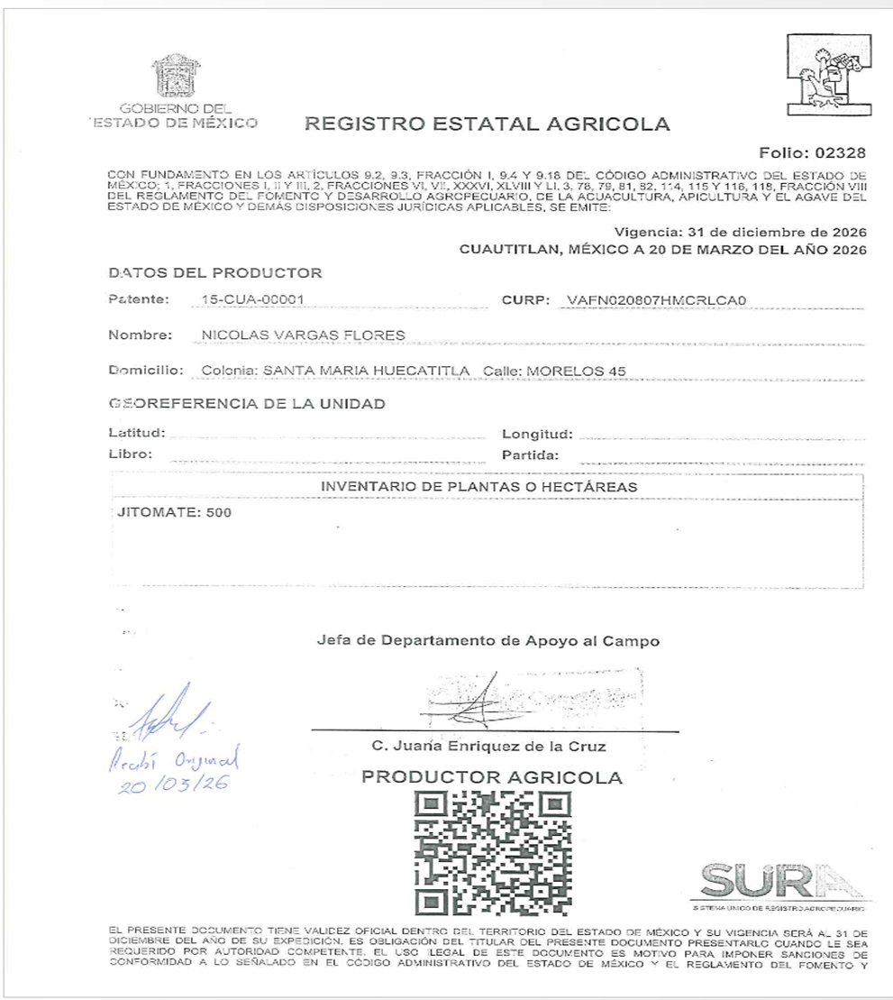 GOBIERNO DEL
ESTADO DE MÉXICO
REGISTRO ESTATAL AGRICOLA
Folio: 02328
CON FUNDAMENTO EN LOS ARTÍCULOS 9.2, 9.3, FRACCIÓN I, 9.4 Y 9.18 DEL CÓDIGO ADMINISTRATIVO DEL ESTADO DE
MÉXICO; 1, FRACCIONES I, II Y III, 2, FRACCIONES VI, VII, XXXVI, XLVIII Y LI, 3, 78, 79, 81, 82, 114, 115 Y 116, 118, FRACCIÓN VIII
DEL REGLAMENTO DEL FOMENTO Y DESARROLLO AGROPECUARIO, DE LA ACUACULTURA, APICULTURA Y EL AGAVE DEL
ESTADO DE MÉXICO Y DEMÁS DISPOSICIONES JURÍDICAS APLICABLES, SE EMITE:
Vigencia: 31 de diciembre de 2026
CUAUTITLAN, MÉXICO A 20 DE MARZO DEL AÑO 2026
DATOS DEL PRODUCTOR
Patente: 15-CUA-00001 CURP: VAFN020807HMCRLCA0
Nombre: NICOLAS VARGAS FLORES
Domicilio: Colonia: SANTA MARIA HUECATITLA Calle: MORELOS 45
GEOREFERENCIA DE LA UNIDAD
Latitud: Longitud:
Libro: Partida:
INVENTARIO DE PLANTAS O HECTÁREAS
JITOMATE: 500
Jefa de Departamento de Apoyo al Campo
C. Juana Enriquez de la Cruz
Recibí Original
20/03/26
PRODUCTOR AGRICOLA
SURA
SISTEMA ÚNICO DE REGISTRO AGROPECUARIO
EL PRESENTE DOCUMENTO TIENE VALIDEZ OFICIAL DENTRO DEL TERRITORIO DEL ESTADO DE MÉXICO Y SU VIGENCIA SERÁ AL 31 DE
DICIEMBRE DEL AÑO DE SU EXPEDICIÓN. ES OBLIGACIÓN DEL TITULAR DEL PRESENTE DOCUMENTO PRESENTARLO CUANDO LE SEA
REQUERIDO POR AUTORIDAD COMPETENTE. EL USO ILEGAL DE ESTE DOCUMENTO ES MOTIVO PARA IMPONER SANCIONES DE
CONFORMIDAD A LO SEÑALADO EN EL CÓDIGO ADMINISTRATIVO DEL ESTADO DE MÉXICO Y EL REGLAMENTO DEL FOMENTO Y